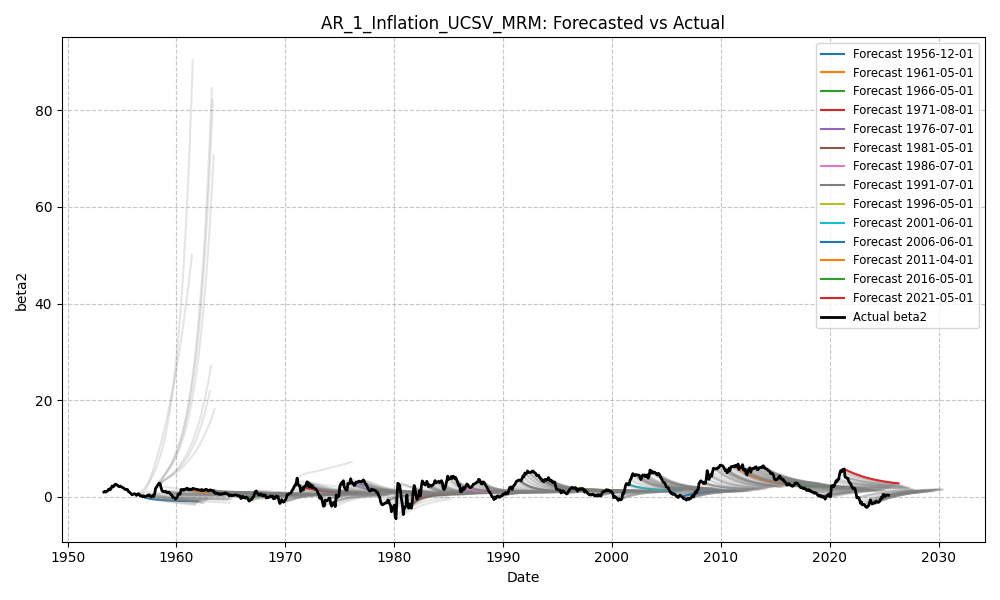 AR_1_Inflation_UCSV_MRM: Forecasted vs Actual
beta2
80
60
40
20
0
1950
1960
1970
1980
1990
2000
2010
2020
2030
Date
Forecast 1956-12-01
Forecast 1961-05-01
Forecast 1966-05-01
Forecast 1971-08-01
Forecast 1976-07-01
Forecast 1981-05-01
Forecast 1986-07-01
Forecast 1991-07-01
Forecast 1996-05-01
Forecast 2001-06-01
Forecast 2006-06-01
Forecast 2011-04-01
Forecast 2016-05-01
Forecast 2021-05-01
Actual beta2